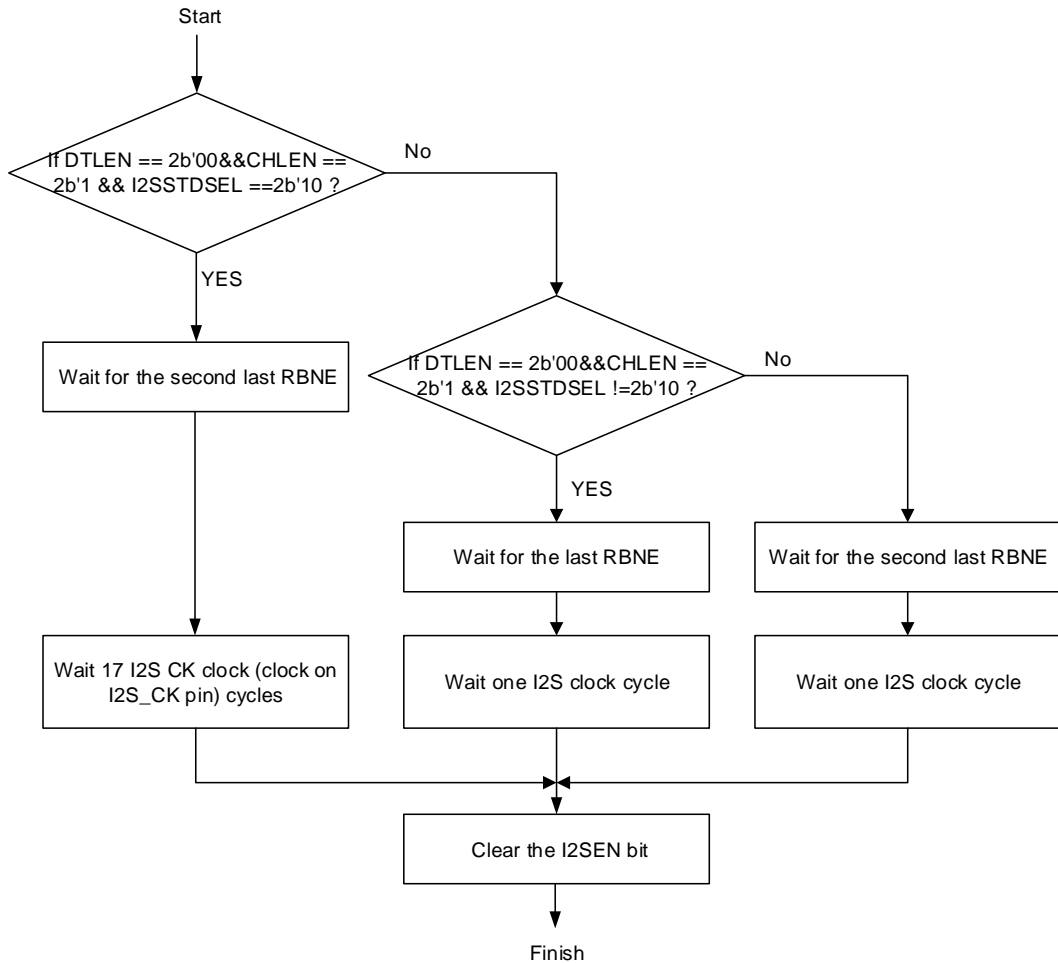 Start
If DTLEN == 2b'00&&CHLEN ==
2b'1 && I2SSTDSEL ==2b'10 ?
No
YES
Wait for the second last RBNE
If DTLEN == 2b'00&&CHLEN ==
2b'1 && I2SSTDSEL !=2b'10 ?
No
YES
Wait for the last RBNE
Wait for the second last RBNE
Wait 17 I2S CK clock (clock on
I2S_CK pin) cycles
Wait one I2S clock cycle
Wait one I2S clock cycle
Clear the I2SEN bit
Finish